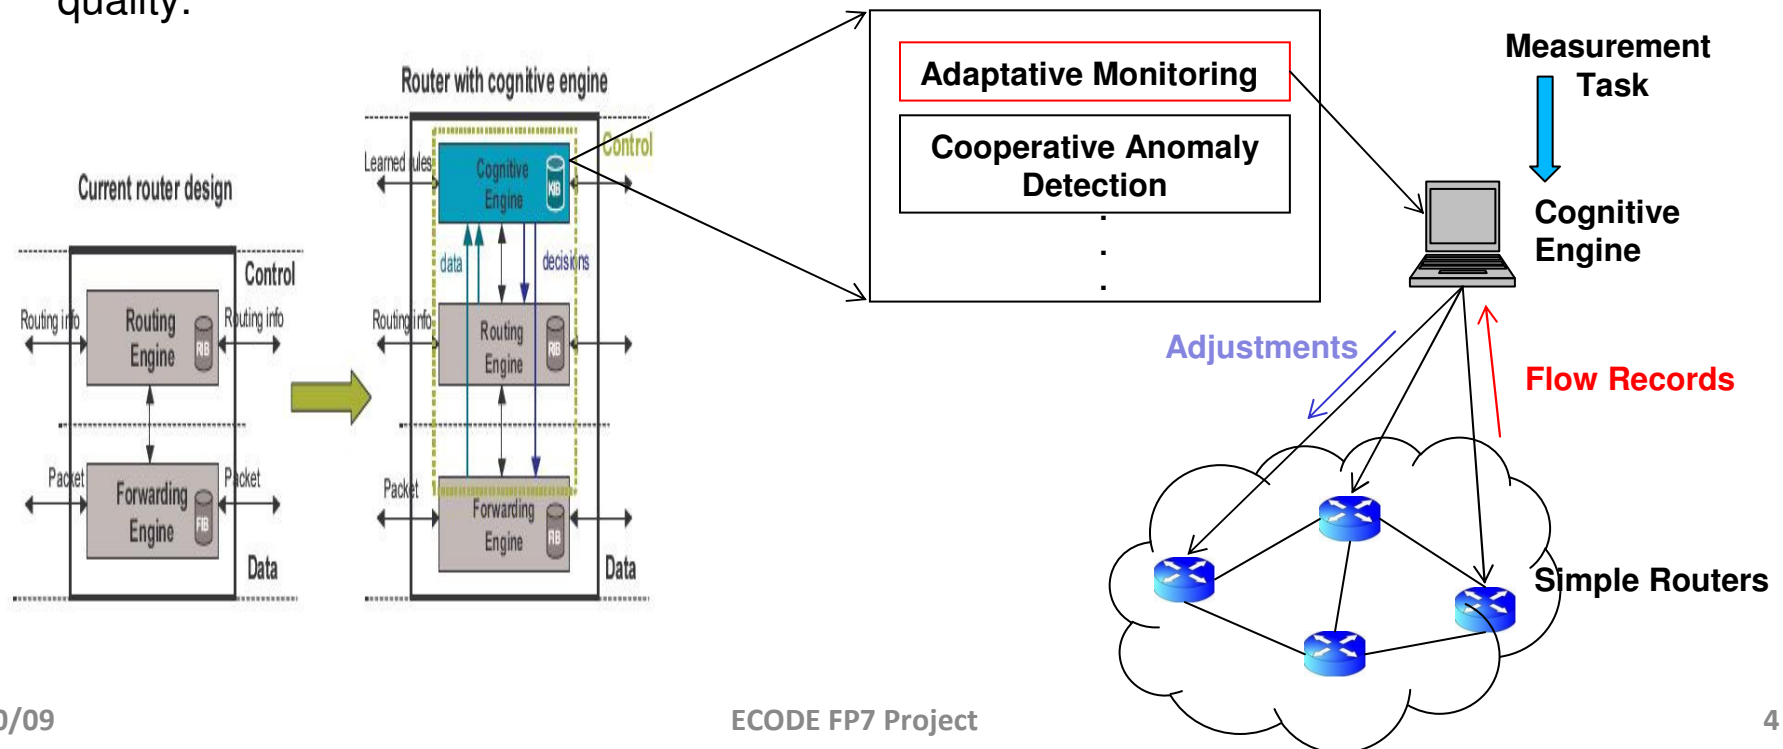 quality.
Current router design
Control
Routing info
Routing
Engine
RIB
Routing info
Packet
Forwarding
Engine
FIB
Packet
Data
Router with cognitive engine
Control
Learned rules
Cognitive
Engine
KIB
data
decisions
Routing info
Routing
Engine
RIB
Packet
Forwarding
Engine
Data
Adaptative Monitoring
Cooperative Anomaly
Detection
.
.
.
Measurement
Task
Cognitive
Engine
Adjustments
Flow Records
Simple Routers
0/09
ECODE FP7 Project
4